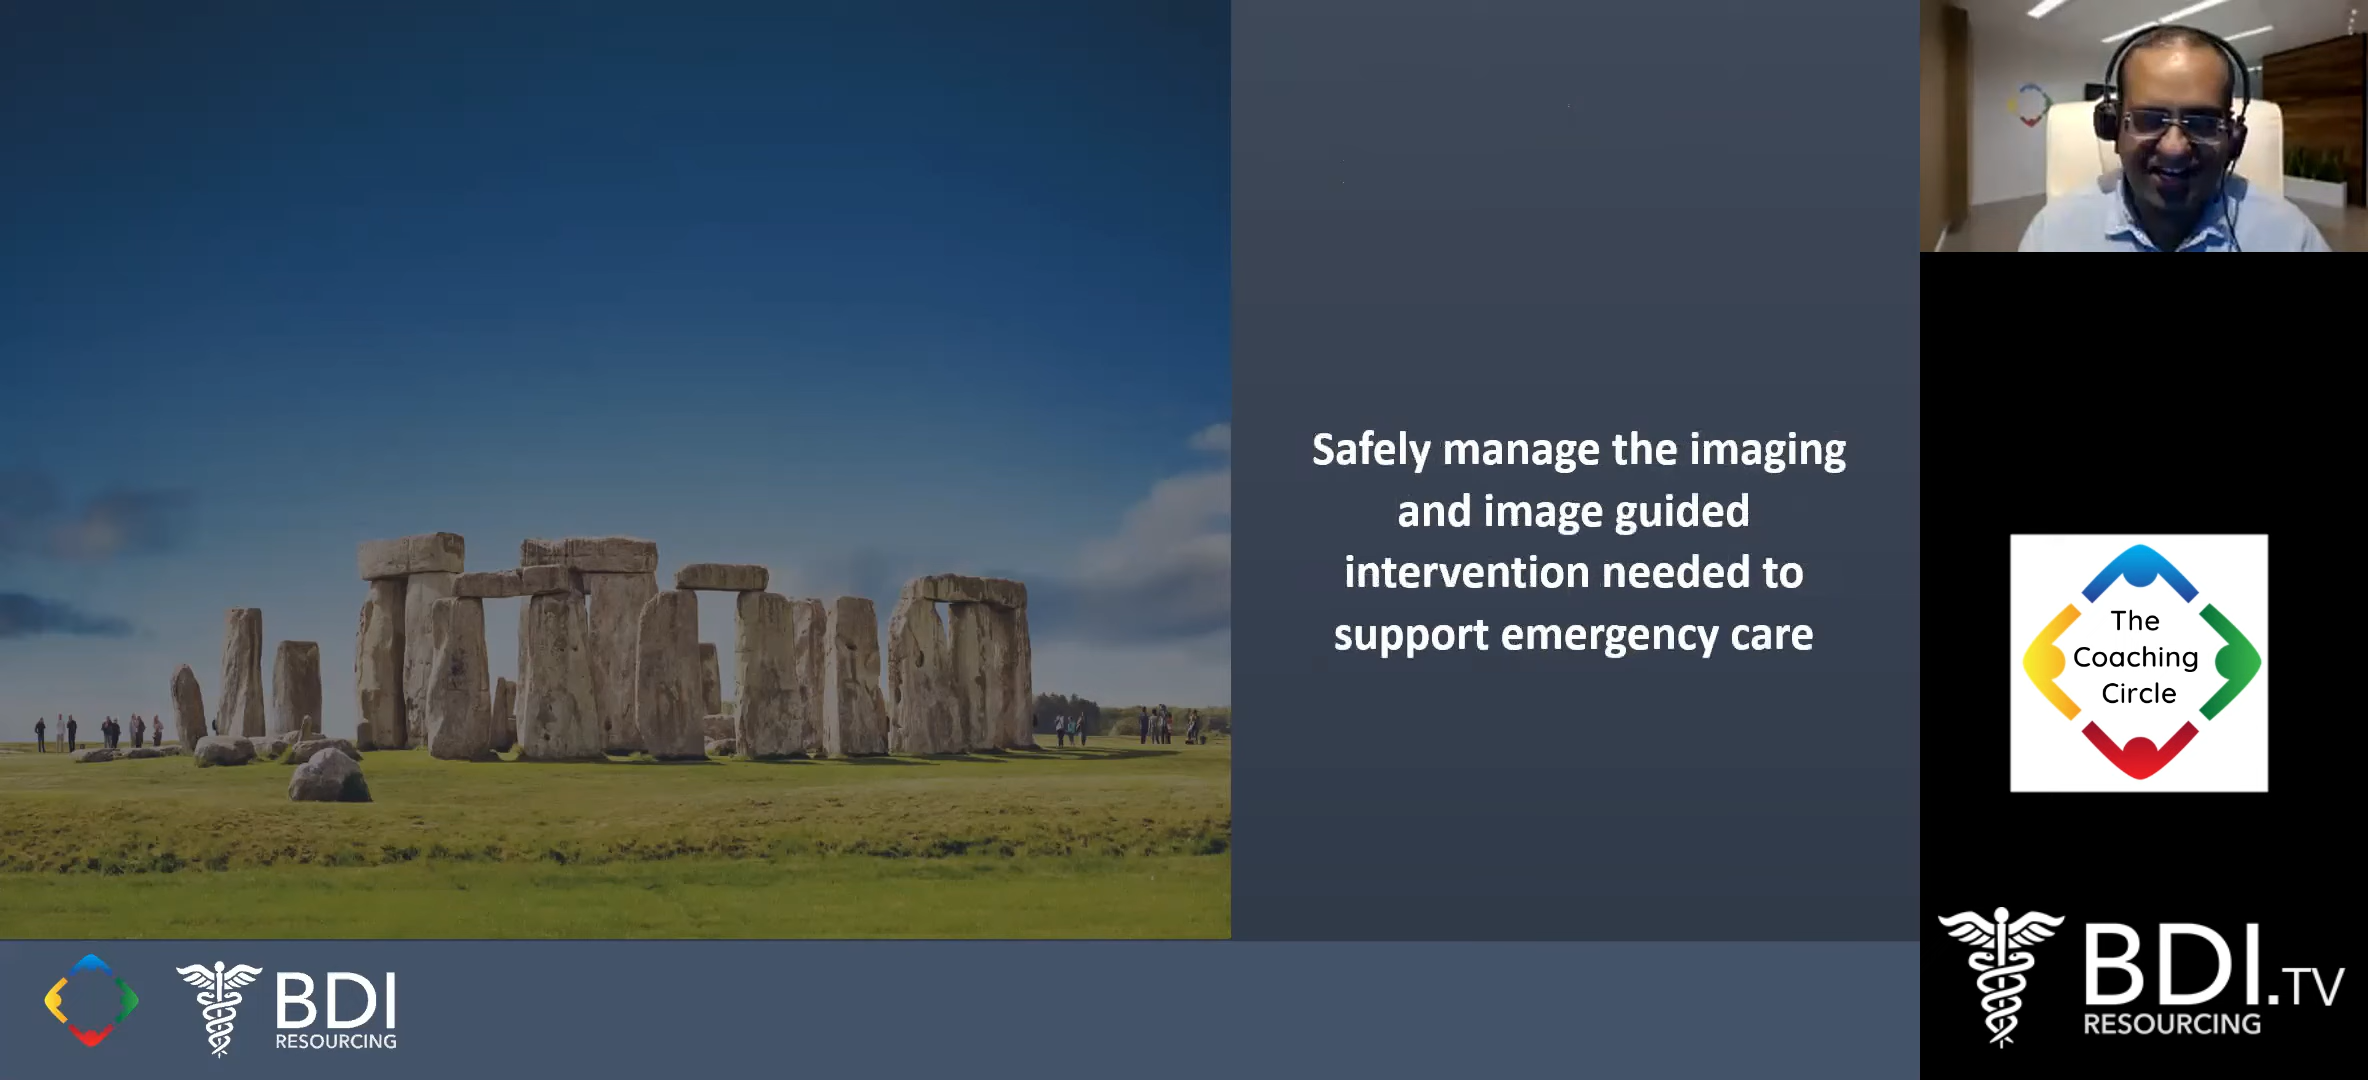 Safely manage the imaging
and image guided
intervention needed to
support emergency care
The
Coaching
Circle
BDI
RESOURCING
BDI.TV
RESOURCING